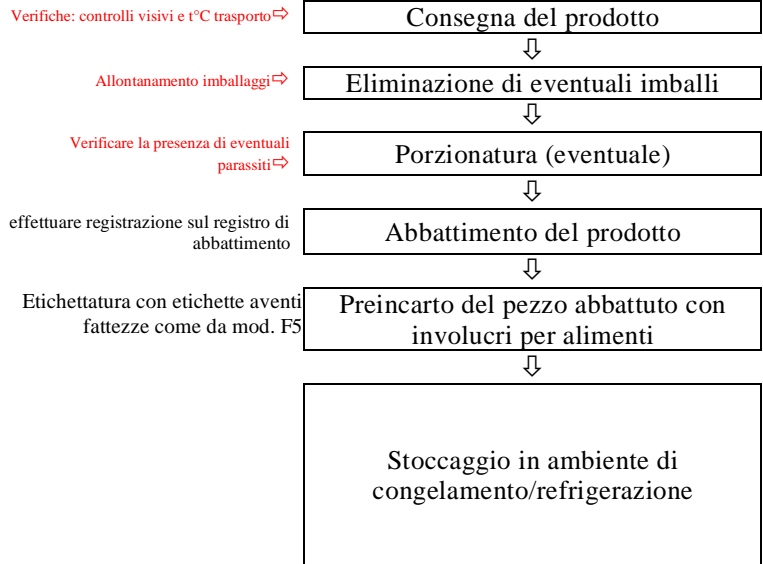 Verifiche: controlli visivi e t°C trasporto⇨
Consegna del prodotto
⇩
Allontanamento imballaggi⇨
Eliminazione di eventuali imballi
⇩
Verificare la presenza di eventuali
parassiti⇨
Porzionatura (eventuale)
⇩
effettuare registrazione sul registro di
abbattimento
Abbattimento del prodotto
⇩
Etichettatura con etichette aventi
fattezze come da mod. F5
Preincarto del pezzo abbattuto con
involucri per alimenti
⇩
Stoccaggio in ambiente di
congelamento/refrigerazione